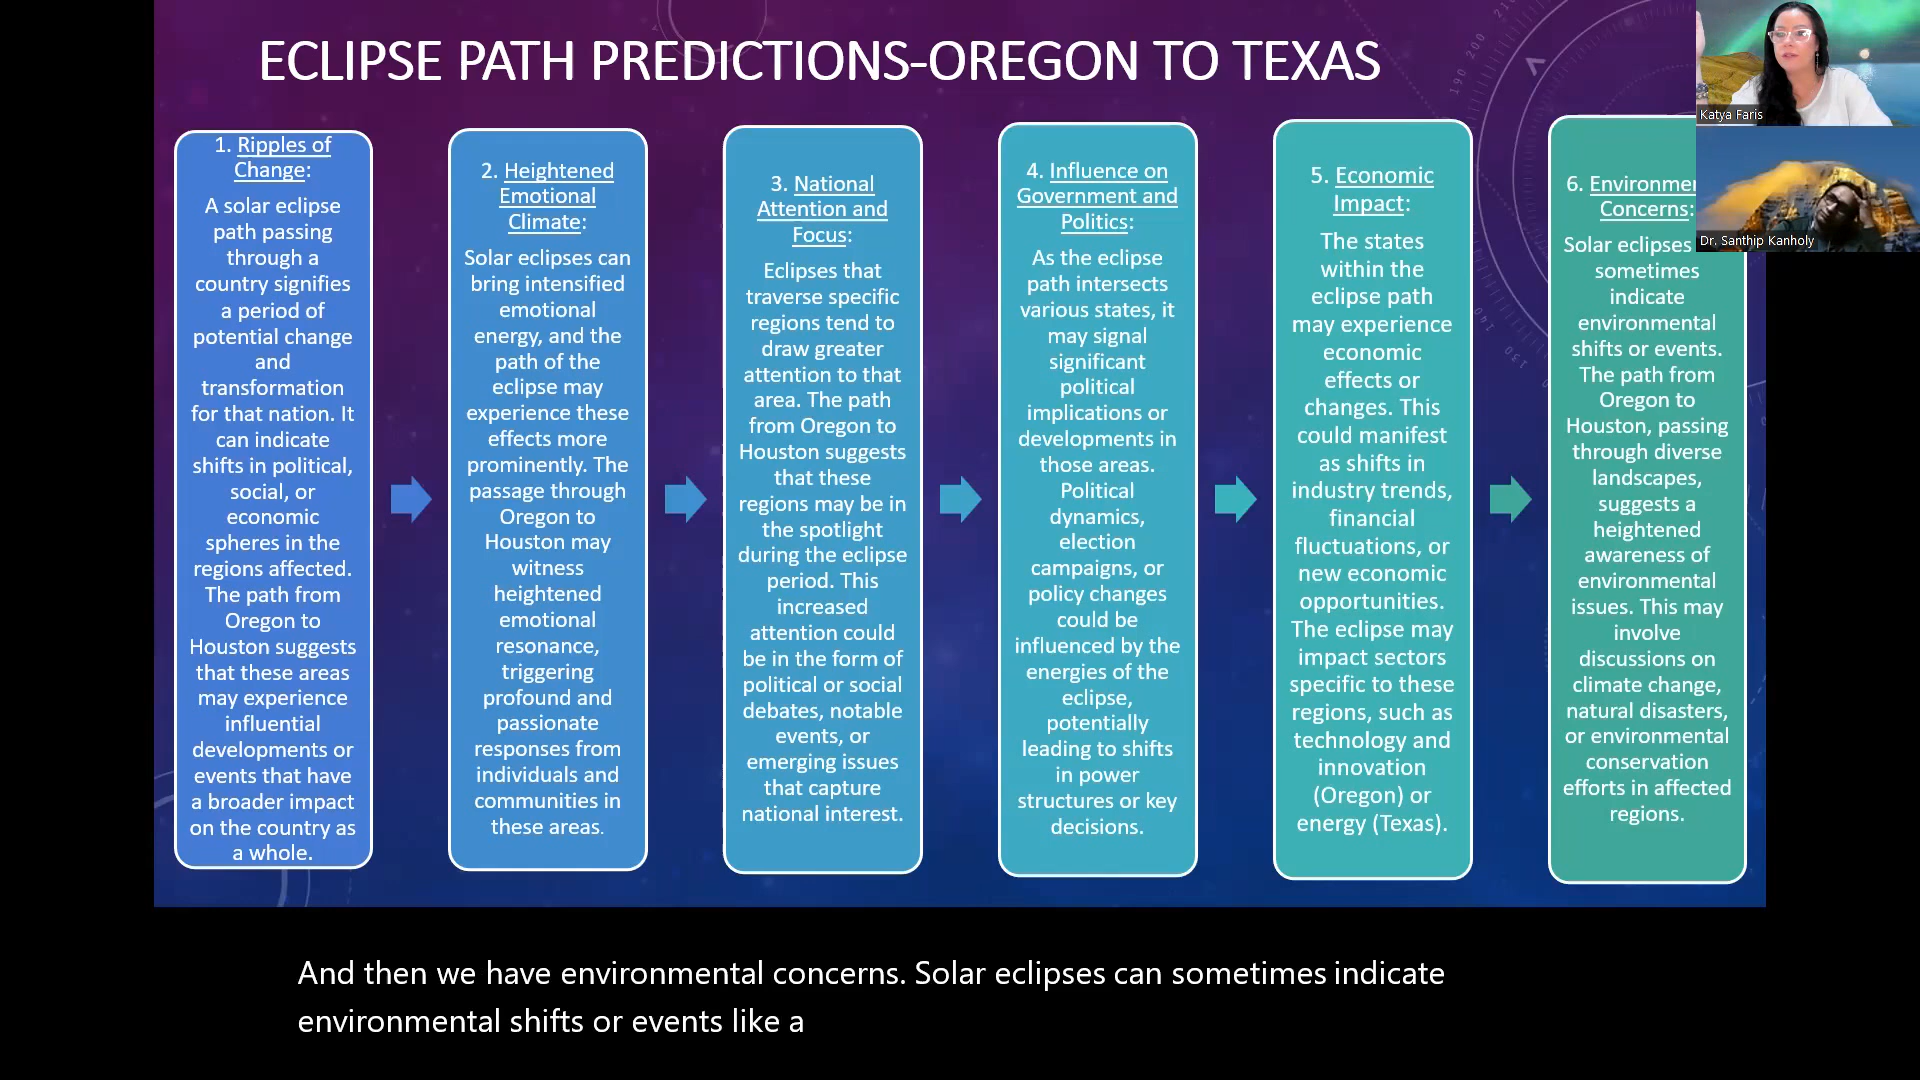 ECLIPSE PATH PREDICTIONS-OREGON TO TEXAS
1. Ripples of
Change:
A solar eclipse
path passing
through a
country signifies
a period of
potential change
and
transformation
for that nation. It
can indicate
shifts in political,
social, or
economic
spheres in the
regions affected.
The path from
Oregon to
Houston suggests
that these areas
may experience
influential
developments or
events that have
a broader impact
on the country as
a whole.
2. Heightened
Emotional
Climate:
Solar eclipses can
bring intensified
emotional
energy, and the
path of the
eclipse may
experience these
effects more
prominently. The
passage through
Oregon to
Houston may
witness
heightened
emotional
resonance,
triggering
profound and
passionate
responses from
individuals and
communities in
these areas.
3. National
Attention and
Focus:
Eclipses that
traverse specific
regions tend to
draw greater
attention to that
area. The path
from Oregon to
Houston suggests
that these
regions may be in
the spotlight
during the eclipse
period. This
increased
attention could
be in the form of
political or social
debates, notable
events, or
emerging issues
that capture
national interest.
4. Influence on
Government and
Politics:
As the eclipse
path intersects
various states, it
may signal
significant
political
implications or
developments in
those areas.
Political
dynamics,
election
campaigns, or
policy changes
could be
influenced by the
energies of the
eclipse,
potentially
leading to shifts
in power
structures or key
decisions.
5. Economic
Impact:
The states
within the
eclipse path
may experience
economic
effects or
changes. This
could manifest
as shifts in
industry trends,
financial
fluctuations, or
new economic
opportunities.
The eclipse may
impact sectors
specific to these
regions, such as
technology and
innovation
(Oregon) or
energy (Texas).
6. Environmen
Concerns:
Solar eclipses
sometimes
indicate
environmental
shifts or events.
The path from
Oregon to
Houston, passing
through diverse
landscapes,
suggests a
heightened
awareness of
environmental
issues. This may
involve
discussions on
climate change,
natural disasters,
or environmental
conservation
efforts in affected
regions.
Katya Faris
Dr. Santhip Kanholy
210
200
190
140
130
And then we have environmental concerns. Solar eclipses can sometimes indicate
environmental shifts or events like a